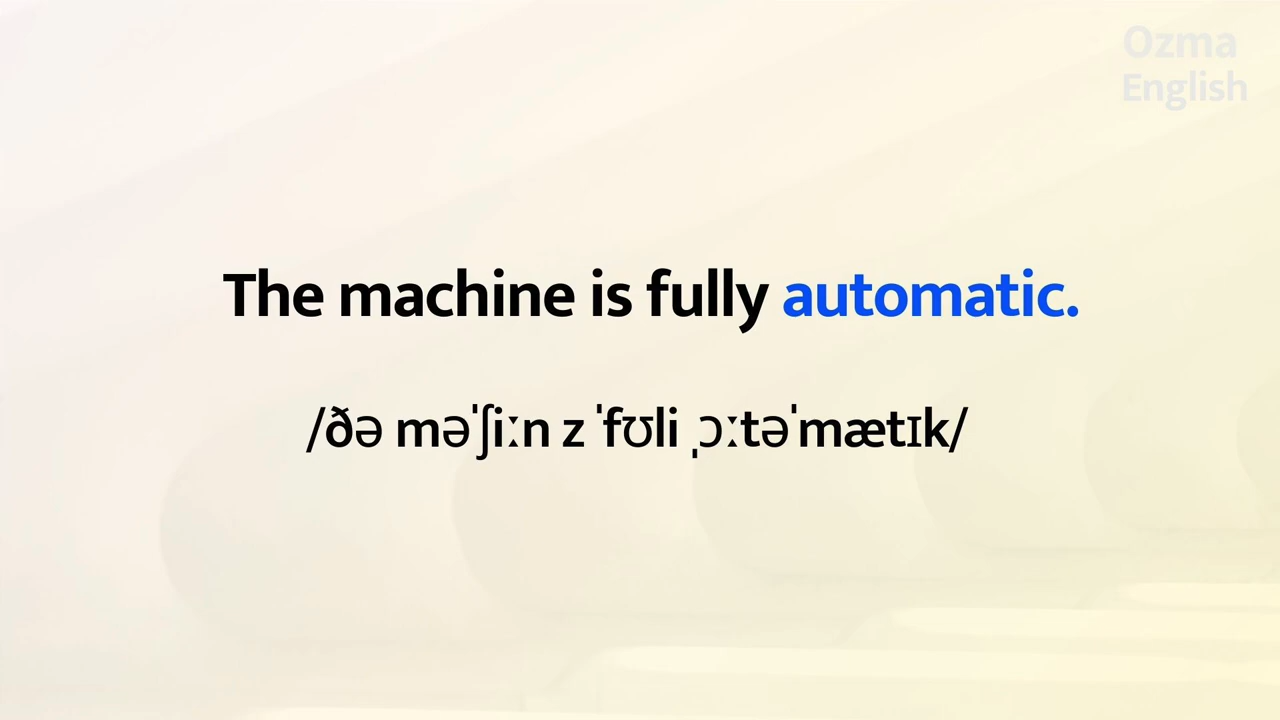 Ozma
English
The machine is fully automatic.
/ðə məˈʃiːn z ˈfʊli ˌɔːtəˈmætɪk/